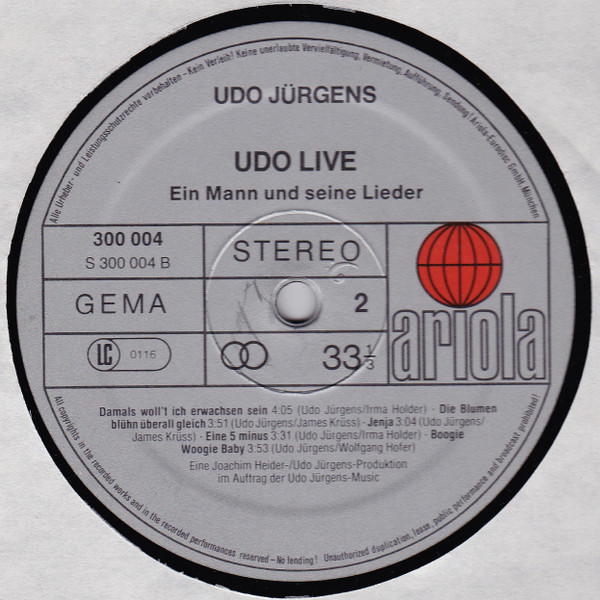 Alle Urheber- und Leistungsschutzrechte vorbehalten – Kein Verleih! Keine unerlaubte Vervielfältigung, Vermietung, Aufführung, Sendung! Ariola-Eurodisc GmbH München
UDO JÜRGENS
UDO LIVE
Ein Mann und seine Lieder
300 004
S 300 004 B
STEREO
GEMA
2
LC 0116
33 1/3
ariola
Damals wollt't ich erwachsen sein 4:05 (Udo Jürgens/Irma Holder) · Die Blumen
blühn überall gleich 3:51 (Udo Jürgens/James Krüss) · Jenja 3:04 (Udo Jürgens/
James Krüss) · Eine 5 minus 3:31 (Udo Jürgens/Irma Holder) · Boogie
Woogie Baby 3:53 (Udo Jürgens/Wolfgang Hofer)
Eine Joachim Heider-/Udo Jürgens-Produktion
im Auftrag der Udo Jürgens-Music
All copyrights in the recorded works and in the recorded performances reserved – No lending! Unauthorized duplication, lease, public performance and broadcast prohibited!